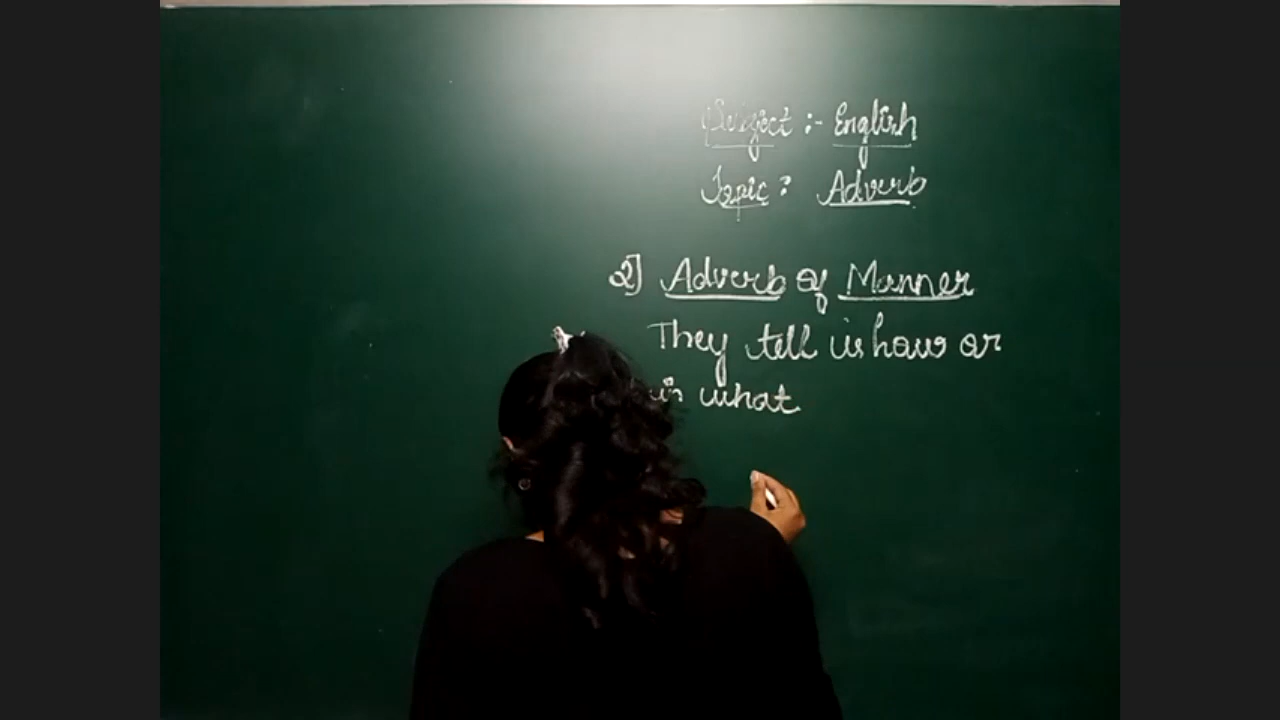 Subject :- English
Topic : Adverb
2] Adverb of Manner
They tell us how or
in what